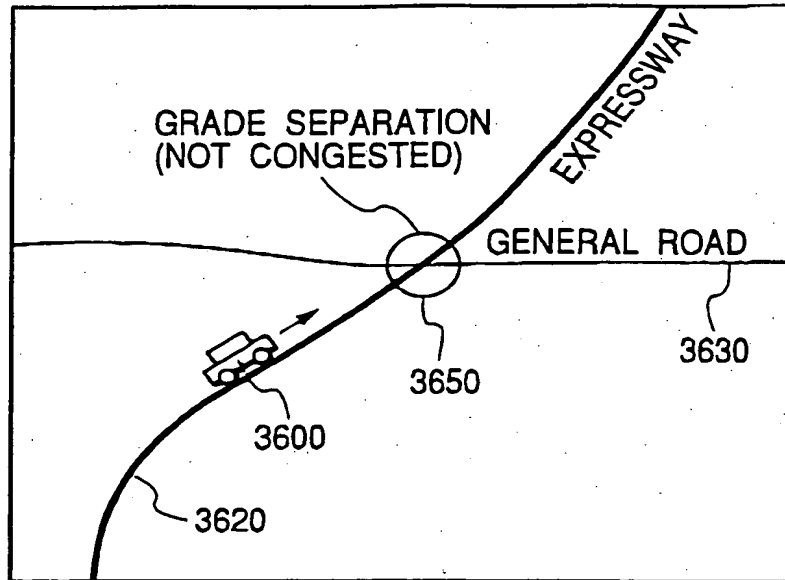 GRADE SEPARATION
(NOT CONGESTED)
EXPRESSWAY
GENERAL ROAD
3630
3650
3600
3620